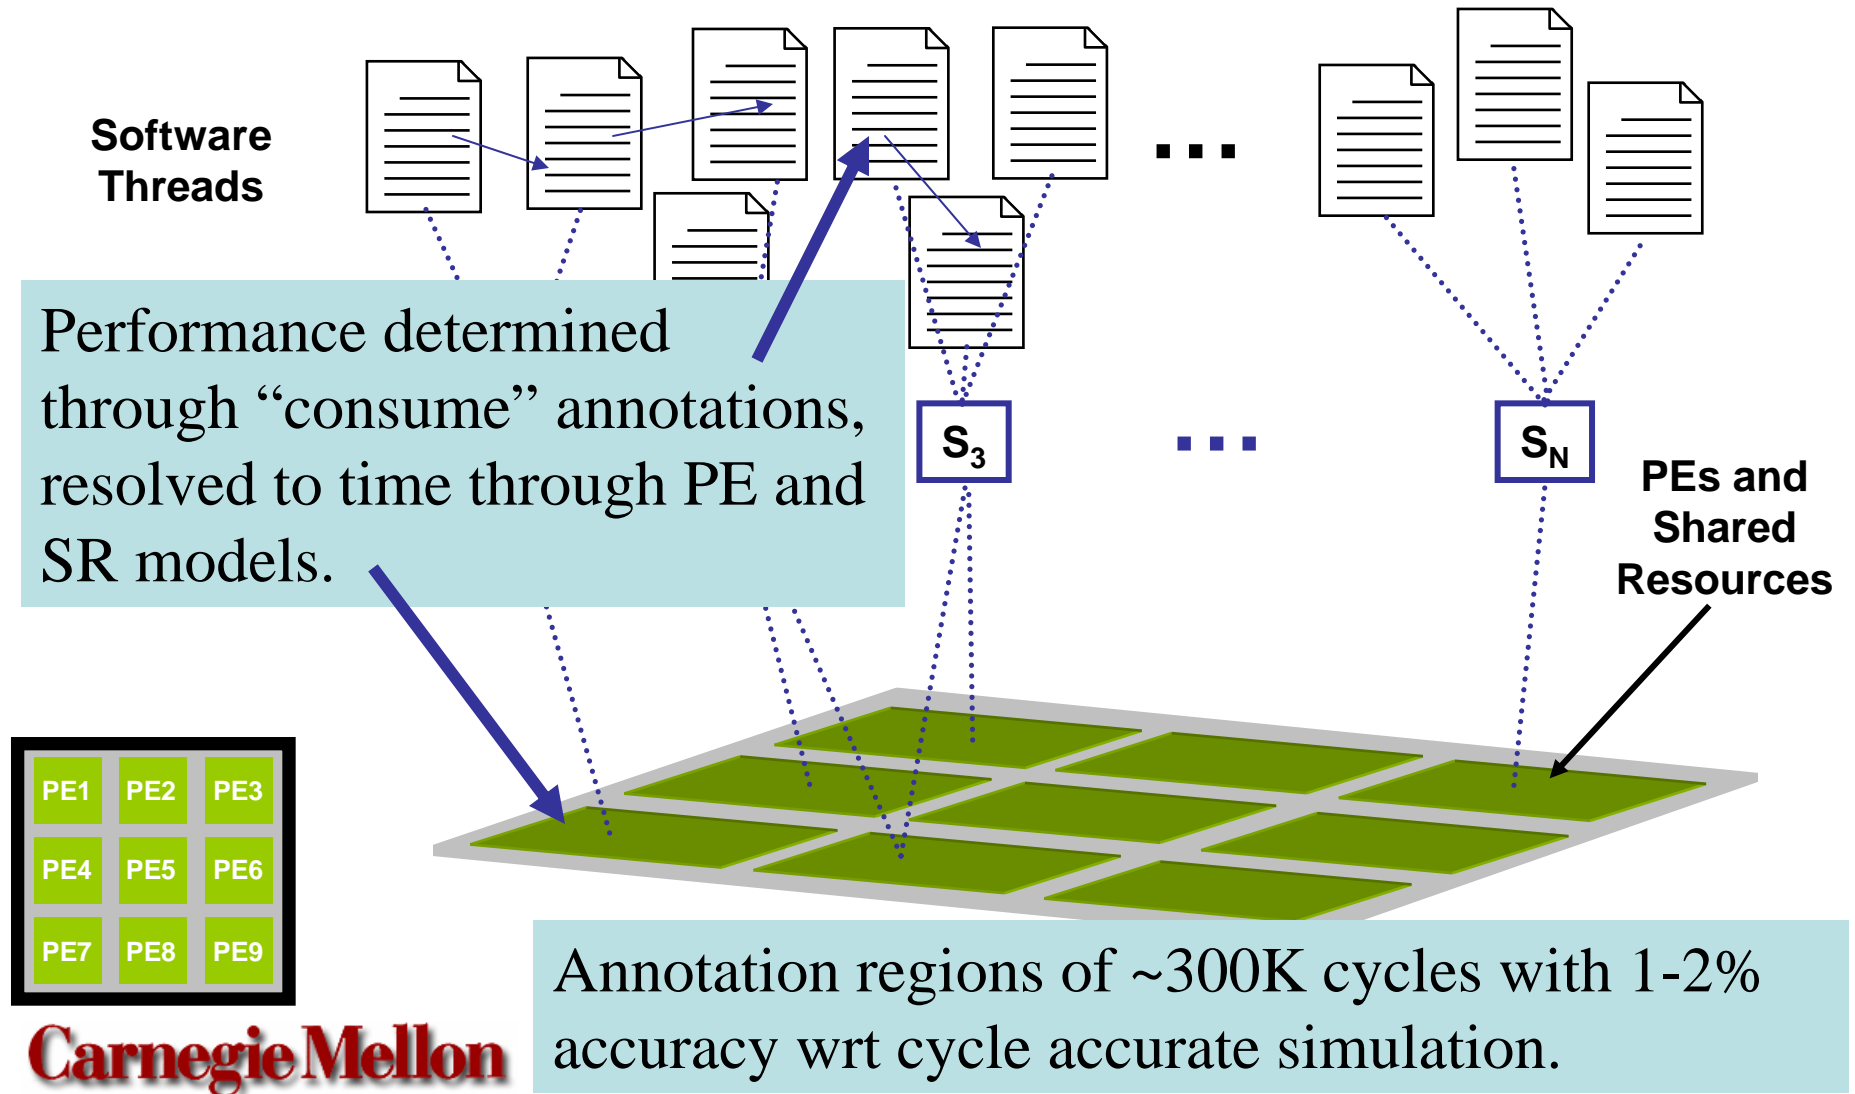 Software
Threads
...
Performance determined
through “consume” annotations,
resolved to time through PE and
SR models.
S3
...
SN
PEs and
Shared
Resources
PE1 PE2 PE3
PE4 PE5 PE6
PE7 PE8 PE9
Carnegie Mellon
Annotation regions of ~300K cycles with 1-2%
accuracy wrt cycle accurate simulation.